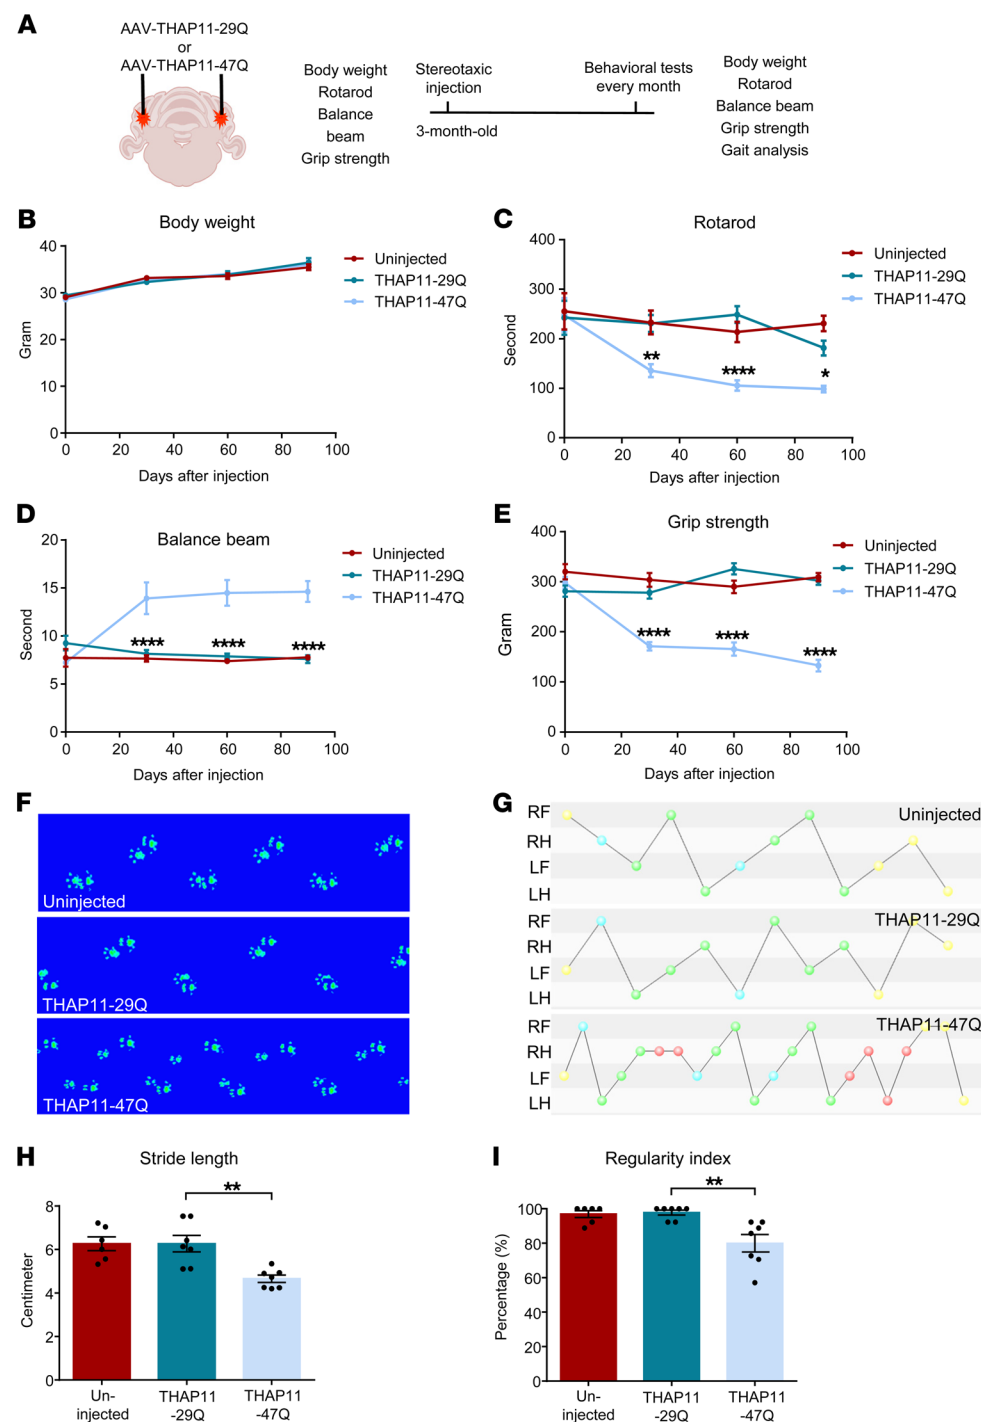 A
AAV-THAP11-29Q
or
AAV-THAP11-47Q
Body weight
Rotarod
Balance
beam
Grip strength
Stereotaxic
injection
3-month-old
Behavioral tests
every month
Body weight
Rotarod
Balance beam
Grip strength
Gait analysis
B
Body weight
40
30
20
10
0
Gram
0 20 40 60 80 100
Days after injection
Uninjected
THAP11-29Q
THAP11-47Q
C
Rotarod
400
300
200
100
0
Second
** **** *
0 20 40 60 80 100
Days after injection
Uninjected
THAP11-29Q
THAP11-47Q
D
Balance beam
20
15
10
5
0
Second
**** **** ****
0 20 40 60 80 100
Days after injection
Uninjected
THAP11-29Q
THAP11-47Q
E
Grip strength
400
300
200
100
0
Gram
**** **** ****
0 20 40 60 80 100
Days after injection
Uninjected
THAP11-29Q
THAP11-47Q
F
Uninjected
THAP11-29Q
THAP11-47Q
G
RF
RH
LF
LH
Uninjected
RF
RH
LF
LH
THAP11-29Q
RF
RH
LF
LH
THAP11-47Q
H
Stride length
**
8
6
4
2
0
Centimeter
Un-
injected
THAP11
-29Q
THAP11
-47Q
I
Regularity index
**
100
80
60
40
20
0
Percentage (%)
Un-
injected
THAP11
-29Q
THAP11
-47Q